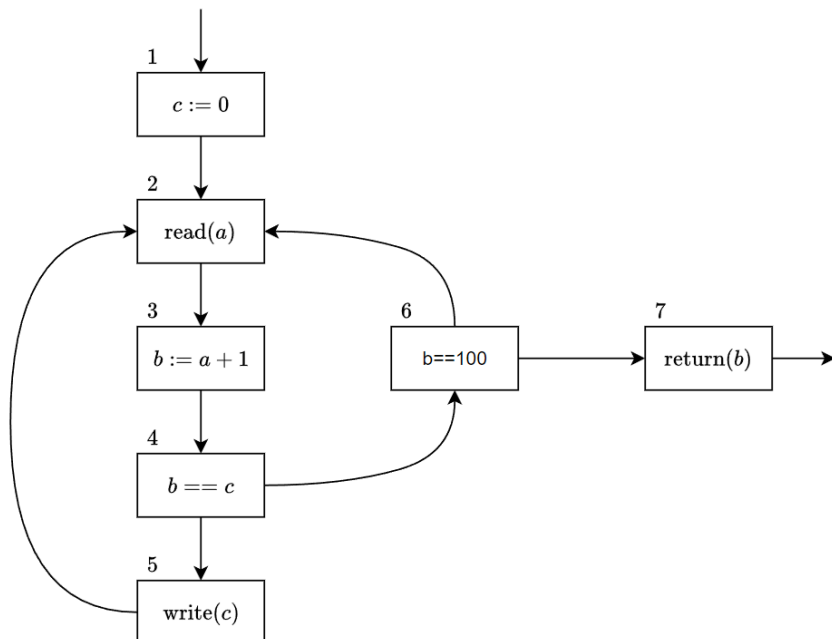 1
c := 0
2
read(a)
3
b := a + 1
4
b == c
5
write(c)
6
b==100
7
return(b)